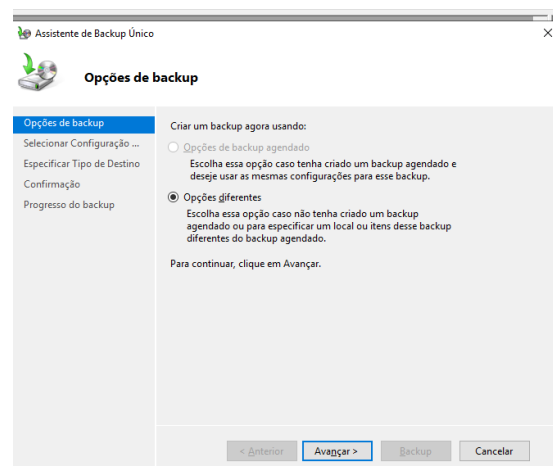 Assistente de Backup Único
Opções de backup
Opções de backup
Selecionar Configuração ...
Especificar Tipo de Destino
Confirmação
Progresso do backup
Criar um backup agora usando:
Opções de backup agendado
Escolha essa opção caso tenha criado um backup agendado e
deseje usar as mesmas configurações para esse backup.
Opções diferentes
Escolha essa opção caso não tenha criado um backup
agendado ou para especificar um local ou itens desse backup
diferentes do backup agendado.
Para continuar, clique em Avançar.
< Anterior
Avançar >
Backup
Cancelar